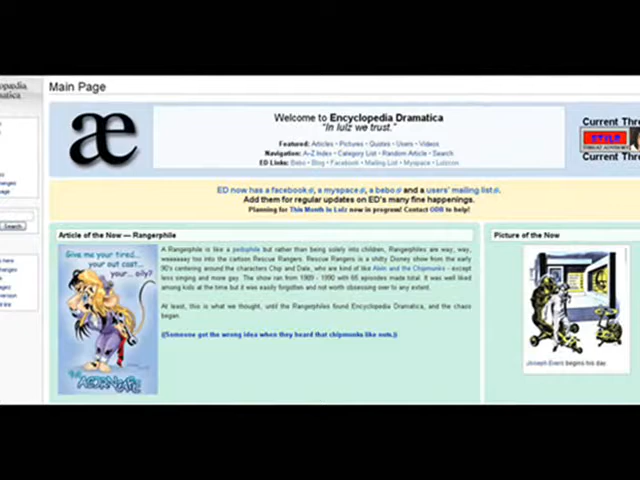 opædia
atica
Main Page
æ
Welcome to Encyclopedia Dramatica
"In lulz we trust."
Featured: Articles • Pictures • Quotes • Users • Videos
Navigation: A-Z Index • Category List • Random Article • Search
ED Links: Bebo • Blog • Facebook • Mailing List • Myspace • Lulzcon
Current Thre
Current Thre
ED now has a facebook, a myspace, a bebo and a users' mailing list.
Add them for regular updates on ED's many fine happenings.
Planning for This Month in Lulz now in program! Contact ODB to help!
Search
Article of the Now — Rangerphile
Give me your tired...
your out cast...
your... oily?
A Rangerphile is like a pedophile but rather than being solely into children, Rangerphiles are way, way,
waaaaaay too into the cartoon Rescue Rangers. Rescue Rangers is a shitty Disney show from the early
90's centering around the characters Chip and Dale, who are kind of like Alvin and the Chipmunks - except
less singing and more gay. The show ran from 1989 - 1990 with 65 episodes made total. It was well liked
among kids at the time but it was easily forgotten and not worth obsessing over to any extent.
At least, this is what we thought, until the Rangerphiles found Encyclopedia Dramatica, and the chaos
began.
((Someone got the wrong idea when they heard that chipmunks like nuts.))
Picture of the Now
Joseph Evers begins his day.